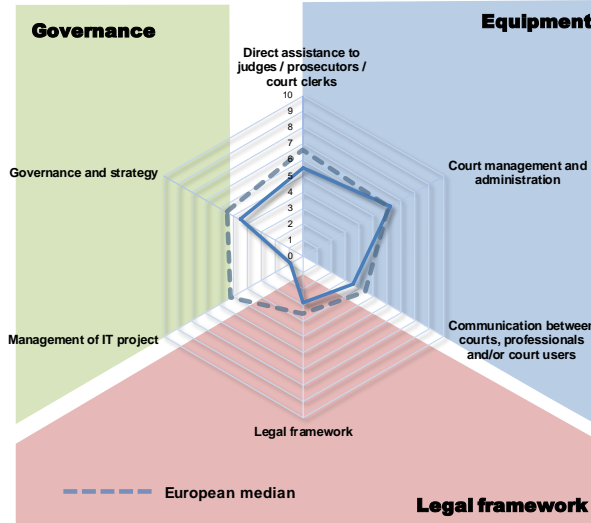 Governance
Equipment
Direct assistance to
judges / prosecutors /
court clerks
10
9
8
7
6
5
4
3
2
1
0
Governance and strategy
Court management and
administration
Management of IT project
Communication between
courts, professionals
and/or court users
Legal framework
European median
Legal framework